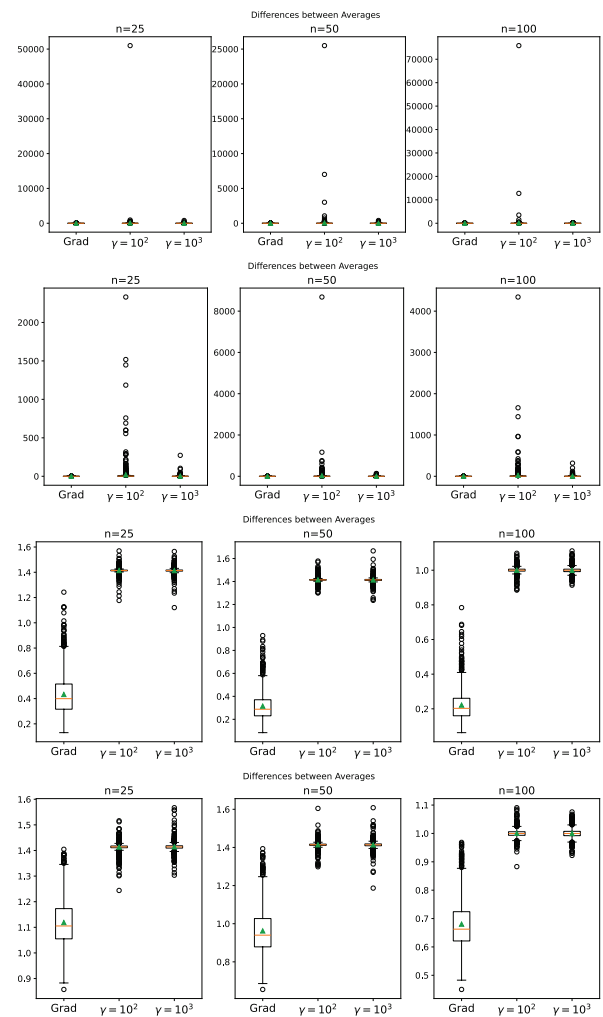 Differences between Averages
n=25
50000
40000
30000
20000
10000
0
Grad γ = 10² γ = 10³
n=50
25000
20000
15000
10000
5000
0
Grad γ = 10² γ = 10³
n=100
70000
60000
50000
40000
30000
20000
10000
0
Grad γ = 10² γ = 10³
Differences between Averages
n=25
2000
1500
1000
500
0
Grad γ = 10² γ = 10³
n=50
8000
6000
4000
2000
0
Grad γ = 10² γ = 10³
n=100
4000
3000
2000
1000
0
Grad γ = 10² γ = 10³
Differences between Averages
n=25
1.6
1.4
1.2
1.0
0.8
0.6
0.4
0.2
Grad γ = 10² γ = 10³
n=50
1.6
1.4
1.2
1.0
0.8
0.6
0.4
0.2
Grad γ = 10² γ = 10³
n=100
1.0
0.8
0.6
0.4
0,2
Grad γ = 10² γ = 10³
Differences between Averages
n=25
1.6
1.5
1.4
1.3
1.2
1.1
1.0
0.9
Grad γ = 10² γ = 10³
n=50
1.6
1.4
1.2
1.0
0.8
Grad γ = 10² γ = 10³
n=100
1.1
1.0
0.9
0.8
0.7
0.6
0.5
Grad γ = 10² γ = 10³